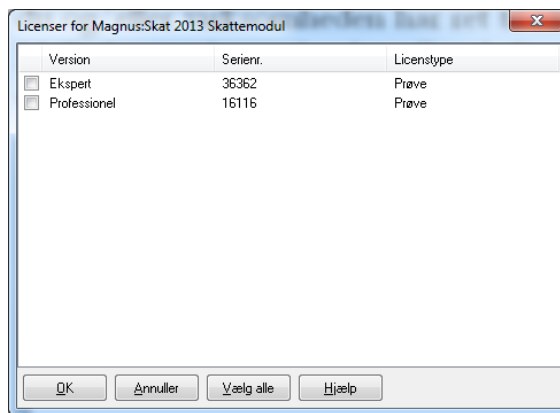 Licenser for Magnus:Skat 2013 Skattemodul
Version Serienr. Licenstype
Ekspert 36362 Prøve
Professionel 16116 Prøve
OK Annuller Vælg alle Hjælp